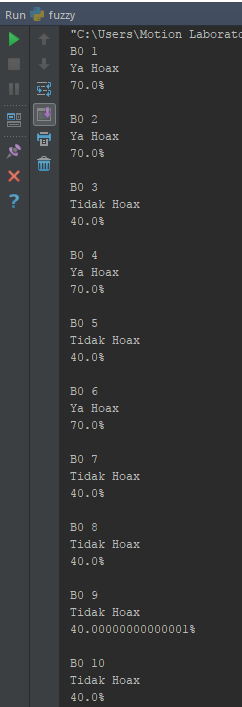 Run fuzzy
"C:\Users\Motion Laborato
B0 1
Ya Hoax
70.0%
B0 2
Ya Hoax
70.0%
B0 3
Tidak Hoax
40.0%
B0 4
Ya Hoax
70.0%
B0 5
Tidak Hoax
40.0%
B0 6
Ya Hoax
70.0%
B0 7
Tidak Hoax
40.0%
B0 8
Tidak Hoax
40.0%
B0 9
Tidak Hoax
40.00000000000001%
B0 10
Tidak Hoax
40.0%